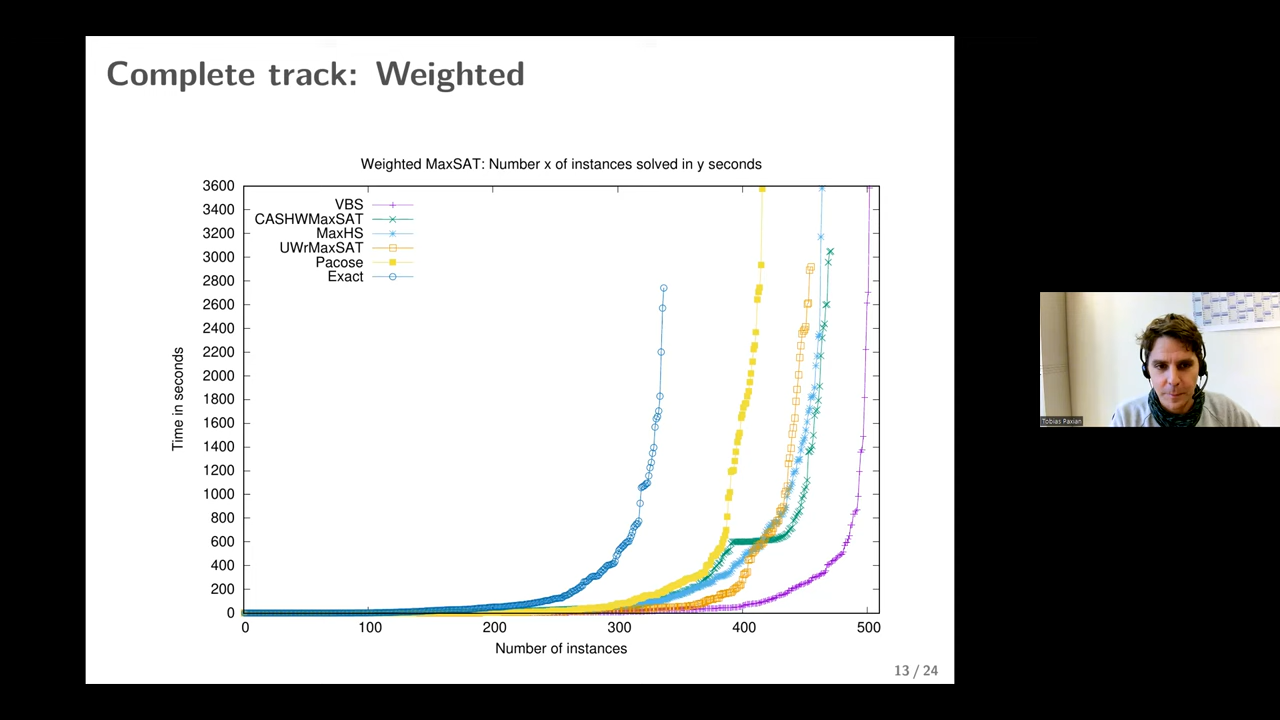 Complete track: Weighted
Weighted MaxSAT: Number x of instances solved in y seconds
3600
3400
3200
3000
2800
2600
2400
2200
2000
1800
1600
1400
1200
1000
800
600
400
200
0
Time in seconds
VBS
CASHWMaxSAT
MaxHS
UWrMaxSAT
Pacose
Exact
0 100 200 300 400 500
Number of instances
13 / 24
Tobias Paxian